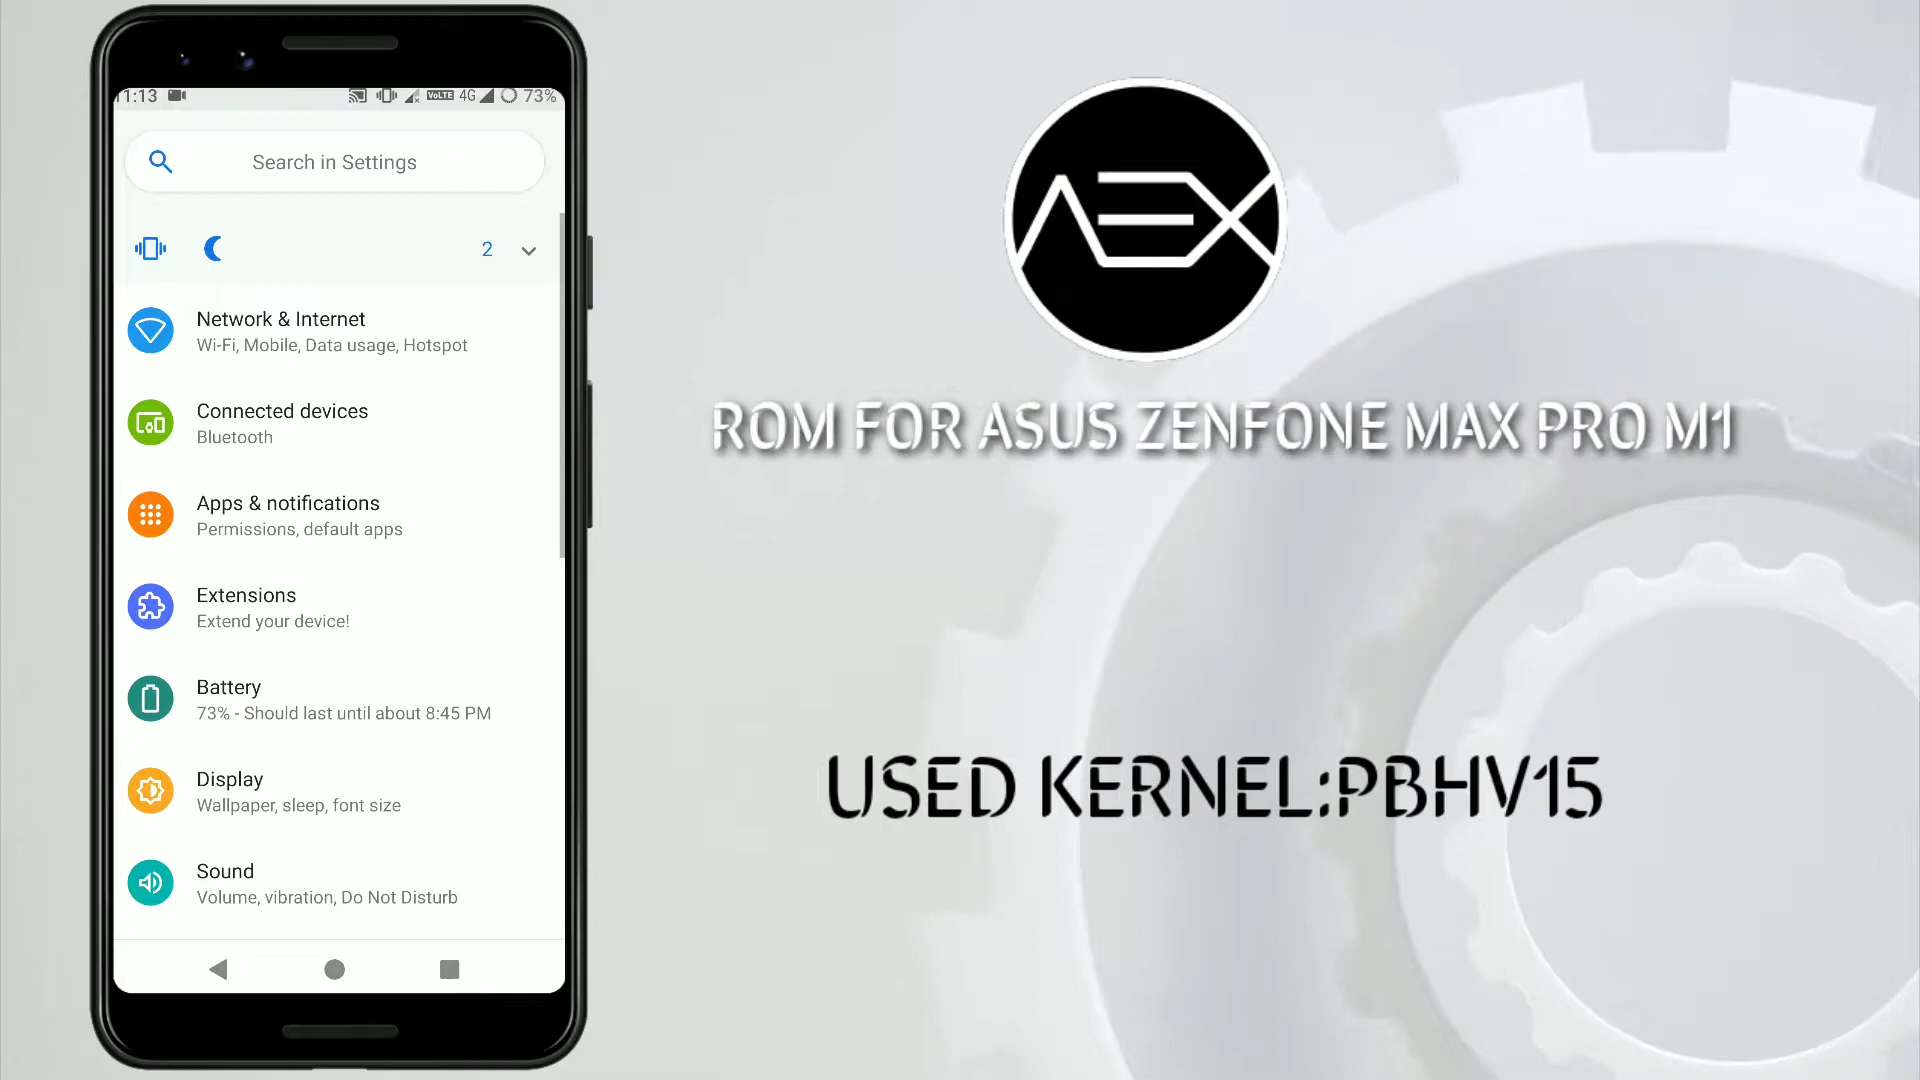 11:13 VoLTE 4G 73%
Search in Settings
2
Network & Internet
Wi-Fi, Mobile, Data usage, Hotspot
Connected devices
Bluetooth
Apps & notifications
Permissions, default apps
Extensions
Extend your device!
Battery
73% - Should last until about 8:45 PM
Display
Wallpaper, sleep, font size
Sound
Volume, vibration, Do Not Disturb
AEX
ROM FOR ASUS ZENFONE MAX PRO M1
USED KERNEL:PBHV15